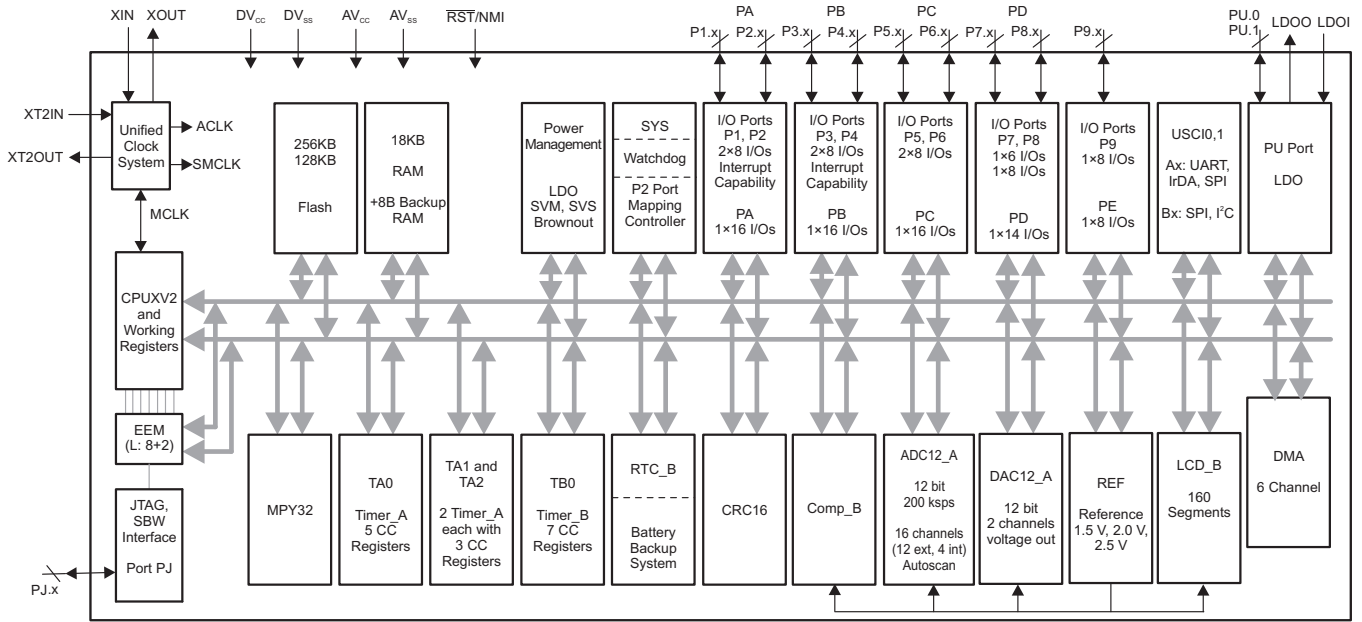 XIN XOUT DVCC DVSS AVCC AVSS RST/NMI PA PB PC PD PU.0 LDOO LDOI
P1.x P2.x P3.x P4.x P5.x P6.x P7.x P8.x P9.x PU.1
XT2IN
XT2OUT
Unified
Clock
System
ACLK
SMCLK
MCLK
256KB
128KB
Flash
18KB
RAM
+8B Backup
RAM
Power
Management
LDO
SVM, SVS
Brownout
SYS
Watchdog
P2 Port
Mapping
Controller
I/O Ports
P1, P2
2×8 I/Os
Interrupt
Capability
PA
1×16 I/Os
I/O Ports
P3, P4
2×8 I/Os
Interrupt
Capability
PB
1×16 I/Os
I/O Ports
P5, P6
2×8 I/Os
PC
1×16 I/Os
I/O Ports
P7, P8
1×6 I/Os
1×8 I/Os
PD
1×14 I/Os
I/O Ports
P9
1×8 I/Os
PE
1×8 I/Os
USCI0,1
Ax: UART,
IrDA, SPI
Bx: SPI, I²C
PU Port
LDO
CPUXV2
and
Working
Registers
EEM
(L: 8+2)
JTAG,
SBW
Interface
Port PJ
PJ.x
MPY32
TA0
Timer_A
5 CC
Registers
TA1 and
TA2
2 Timer_A
each with
3 CC
Registers
TB0
Timer_B
7 CC
Registers
RTC_B
Battery
Backup
System
CRC16
Comp_B
ADC12_A
12 bit
200 ksps
16 channels
(12 ext, 4 int)
Autoscan
DAC12_A
12 bit
2 channels
voltage out
REF
Reference
1.5 V, 2.0 V,
2.5 V
LCD_B
160
Segments
DMA
6 Channel